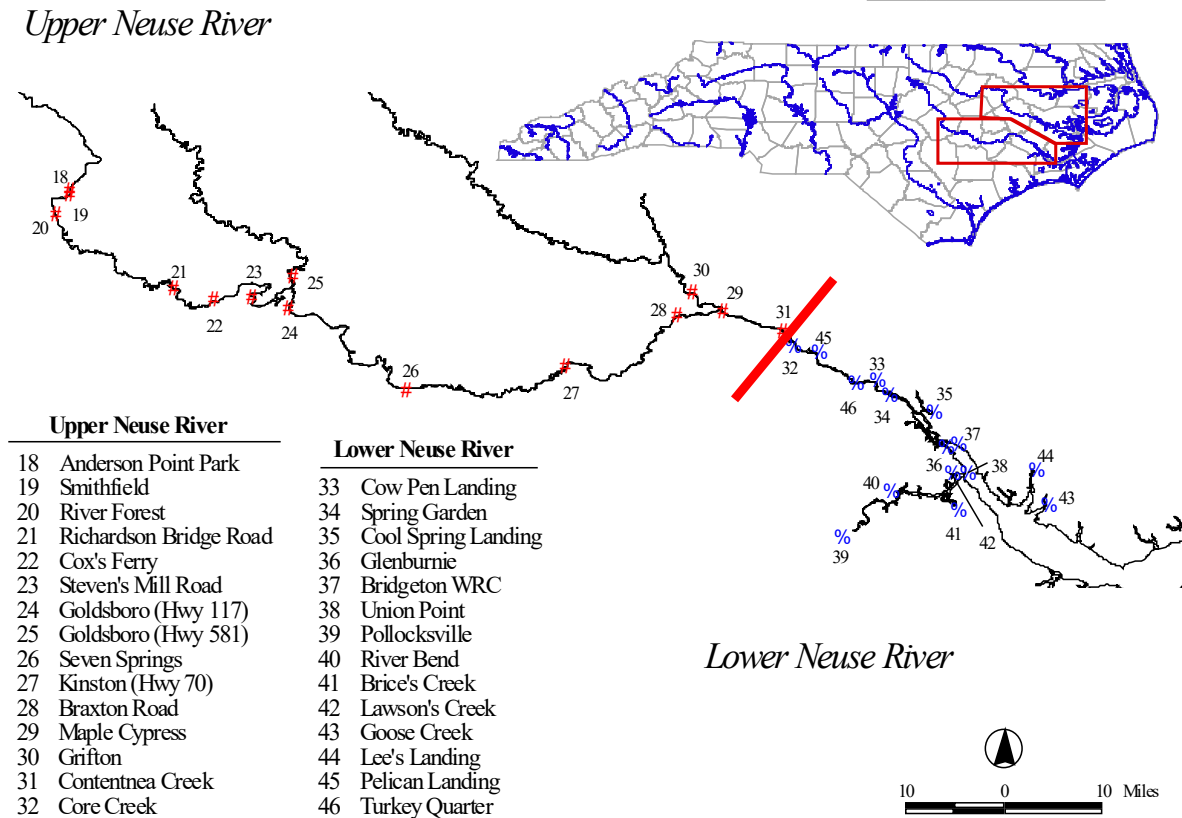 Upper Neuse River
18
19
20
21
22
23
24
25
26
27
28
29
30
31
32
45
46
33
34
35
36
37
38
39
40
41
42
43
44
Upper Neuse River
18 Anderson Point Park
19 Smithfield
20 River Forest
21 Richardson Bridge Road
22 Cox's Ferry
23 Steven's Mill Road
24 Goldsboro (Hwy 117)
25 Goldsboro (Hwy 581)
26 Seven Springs
27 Kinston (Hwy 70)
28 Braxton Road
29 Maple Cypress
30 Grifton
31 Contentnea Creek
32 Core Creek
Lower Neuse River
33 Cow Pen Landing
34 Spring Garden
35 Cool Spring Landing
36 Glenburnie
37 Bridgeton WRC
38 Union Point
39 Pollocksville
40 River Bend
41 Brice's Creek
42 Lawson's Creek
43 Goose Creek
44 Lee's Landing
45 Pelican Landing
46 Turkey Quarter
Lower Neuse River
10 0 10 Miles